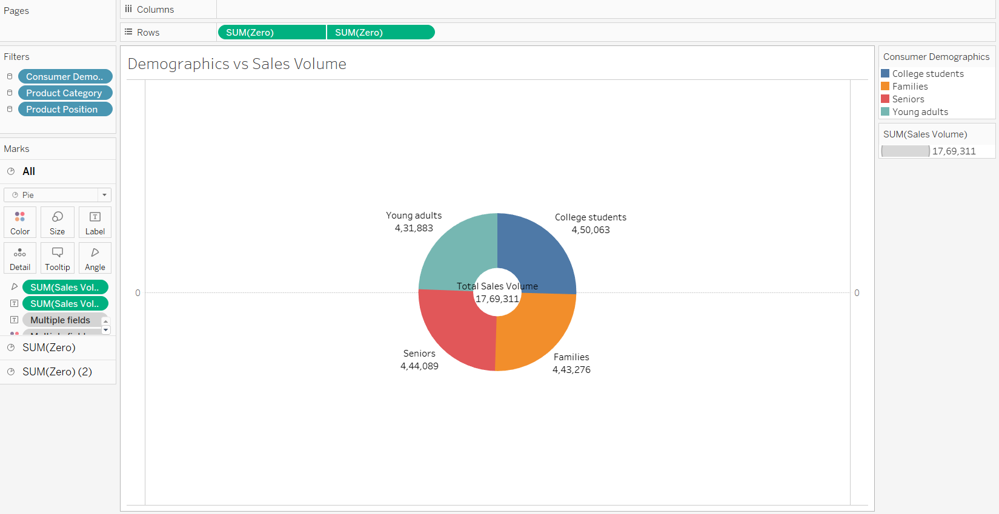 Pages
Columns
Rows
SUM(Zero)
SUM(Zero)
Filters
Consumer Demo..
Product Category
Product Position
Marks
All
Pie
Color
Size
Label
Detail
Tooltip
Angle
SUM(Sales Vol..
SUM(Sales Vol..
Multiple fields
SUM(Zero)
SUM(Zero) (2)
Demographics vs Sales Volume
0
Young adults
4,31,883
College students
4,50,063
Total Sales Volume
17,69,311
Seniors
4,44,089
Families
4,43,276
0
Consumer Demographics
College students
Families
Seniors
Young adults
SUM(Sales Volume)
17,69,311